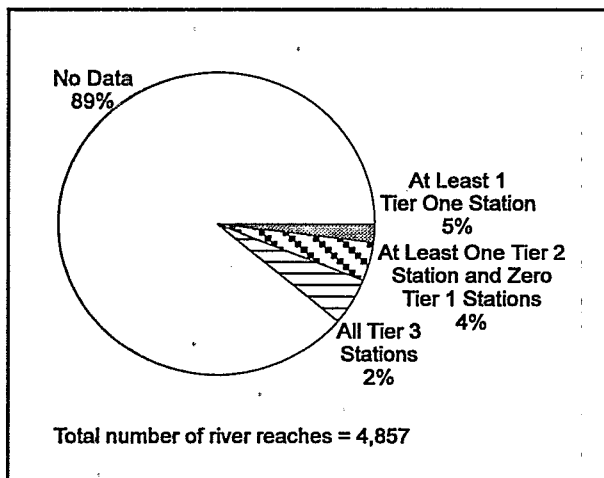 No Data
89%
At Least 1
Tier One Station
5%
At Least One Tier 2
Station and Zero
Tier 1 Stations
4%
All Tier 3
Stations
2%
Total number of river reaches = 4,857